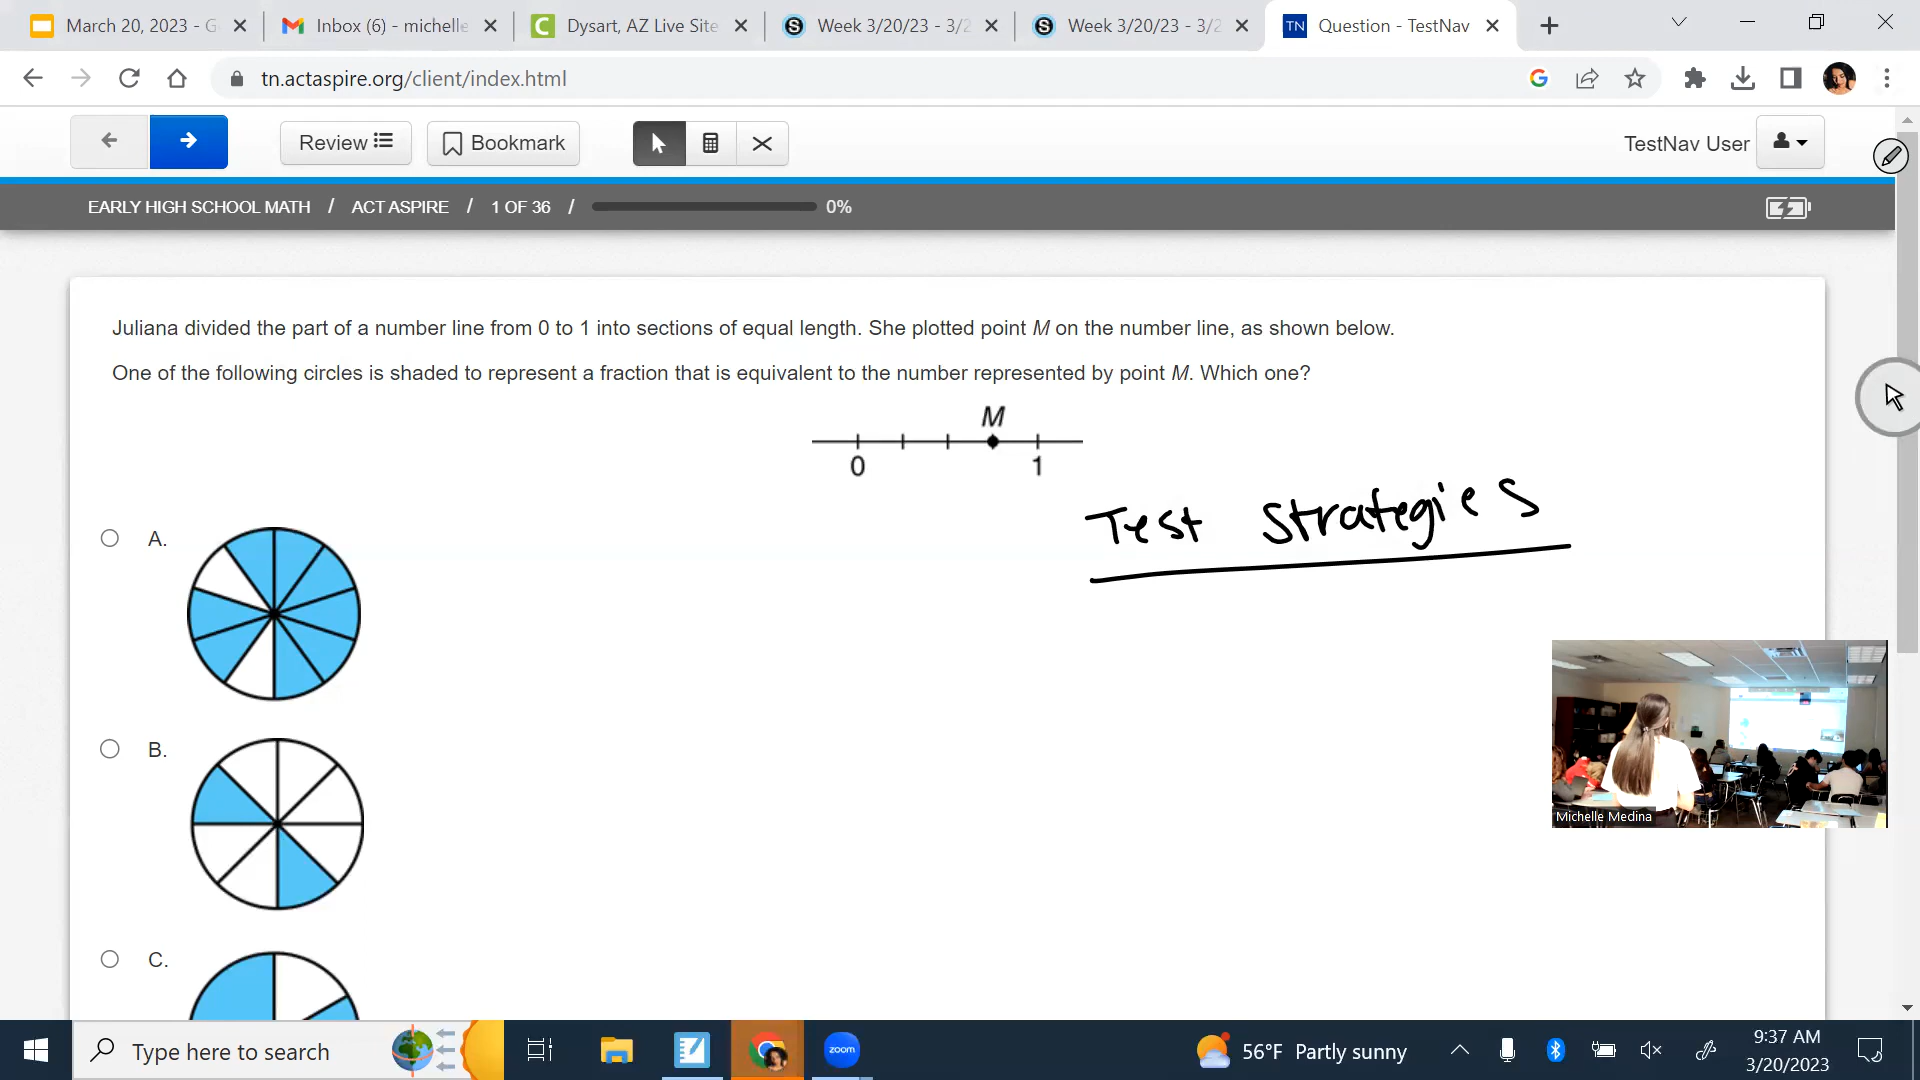 March 20, 2023 - G
Inbox (6) - michelle
Dysart, AZ Live Site
Week 3/20/23 - 3/2
Week 3/20/23 - 3/2
TN
Question - TestNav
tn.actaspire.org/client/index.html
Review
Bookmark
TestNav User
EARLY HIGH SCHOOL MATH / ACT ASPIRE / 1 OF 36 / 0%
Juliana divided the part of a number line from 0 to 1 into sections of equal length. She plotted point M on the number line, as shown below.
One of the following circles is shaded to represent a fraction that is equivalent to the number represented by point M. Which one?
M
0 1
Test Strategies
A.
B.
C.
Michelle Medina
Type here to search
zoom
56°F Partly sunny
9:37 AM
3/20/2023